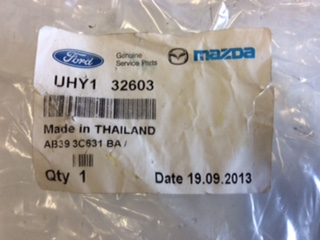 Ford Genuine Service Parts mazda
UHY1 32603
Made in THAILAND
AB39 3C631 BA /
Qty 1 Date 19.09.2013